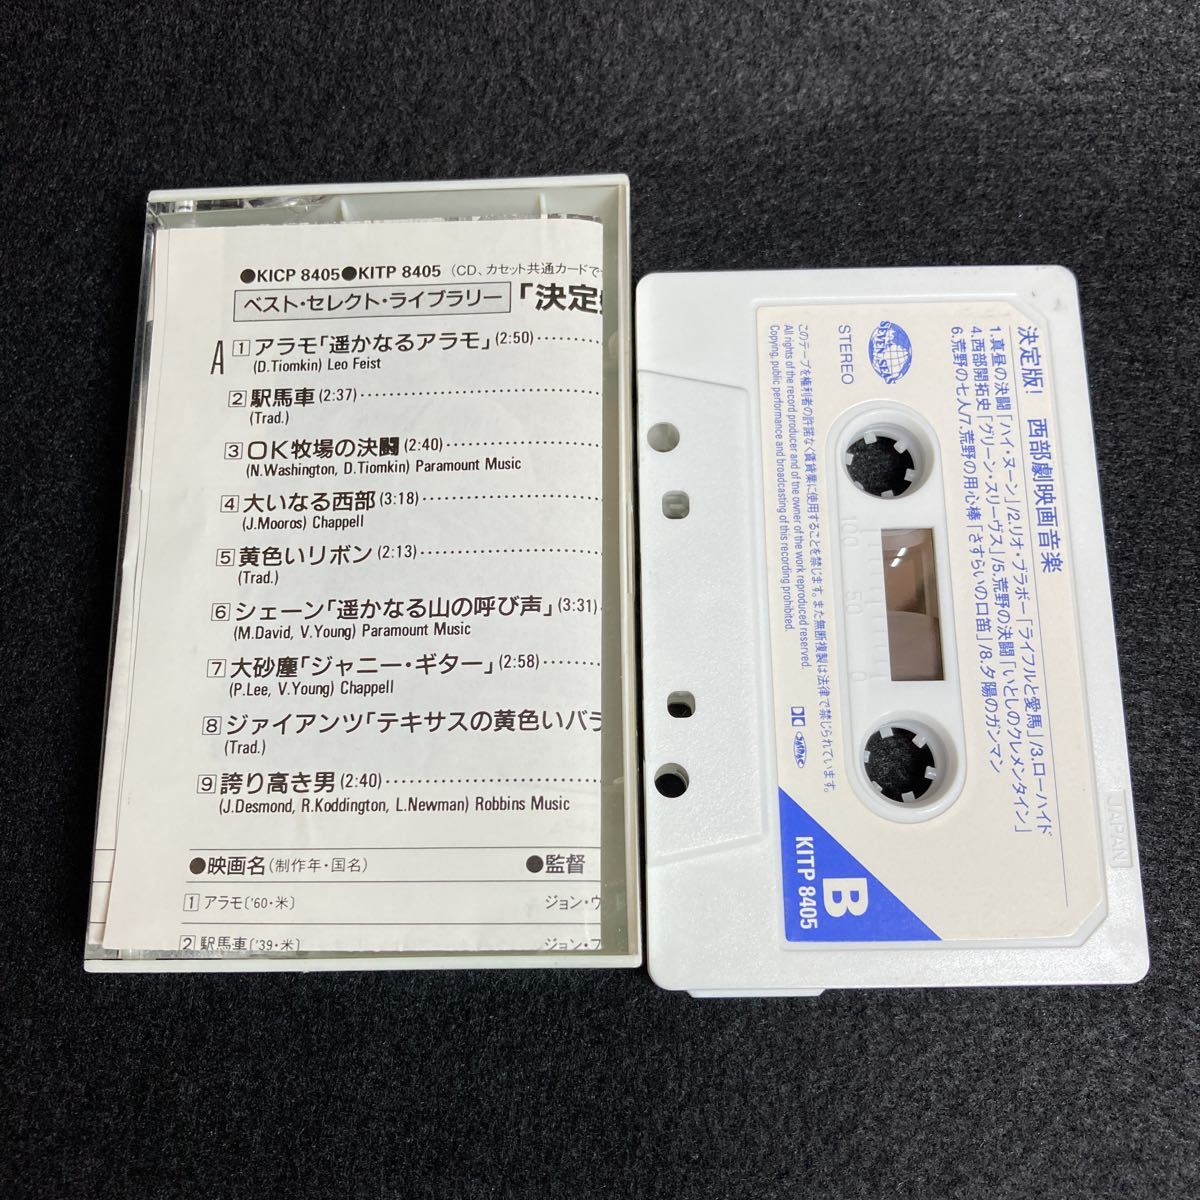 ●KICP 8405●KITP 8405 (CD、カセット共通カードで
ベスト・セレクト・ライブラリー 「決定
A
1 アラモ「遥かなるアラモ」(2:50)
(D.Tiomkin) Leo Feist
2 駅馬車(2:37)
(Trad.)
3 OK牧場の決闘(2:40)
(N.Washington, D.Tiomkin) Paramount Music
4 大いなる西部(3:18)
(J.Mooros) Chappell
5 黄色いリボン(2:13)
(Trad.)
6 シェーン「遥かなる山の呼び声」(3:31)
(M.David, V.Young) Paramount Music
7 大砂塵「ジャニー・ギター」(2:58)
(P.Lee, V.Young) Chappell
8 ジァイアンツ「テキサスの黄色いバラ
(Trad.)
9 誇り高き男(2:40)
(J.Desmond, R.Koddington, L.Newman) Robbins Music
●映画名(制作年・国名) ●監督
1 アラモ['60・米] ジョン・ウ
2 駅馬車['39・米] ジョン・フ
決定版! 西部劇映画音楽
1.真昼の決闘「ハイ・ヌーン」/2.リオ・ブラボー「ライフルと愛馬」/3.ローハイド
4.西部開拓史「グリーン・スリーヴス」/5.荒野の決闘「いとしのクレメンタイン」
6.荒野の七人/7.荒野の用心棒「さすらいの口笛」/8.夕陽のガンマン
SEVEN SEAS
STEREO
100 50 0
このテープを権利者の許諾なく賃貸業に使用することを禁じます。また無断複製は法律で禁じられています。
All rights of the record producer and of the owner of the work reproduced reserved.
Copying, public performance and broadcasting of this recording prohibited.
JASRAC
B
KITP 8405
JAPAN